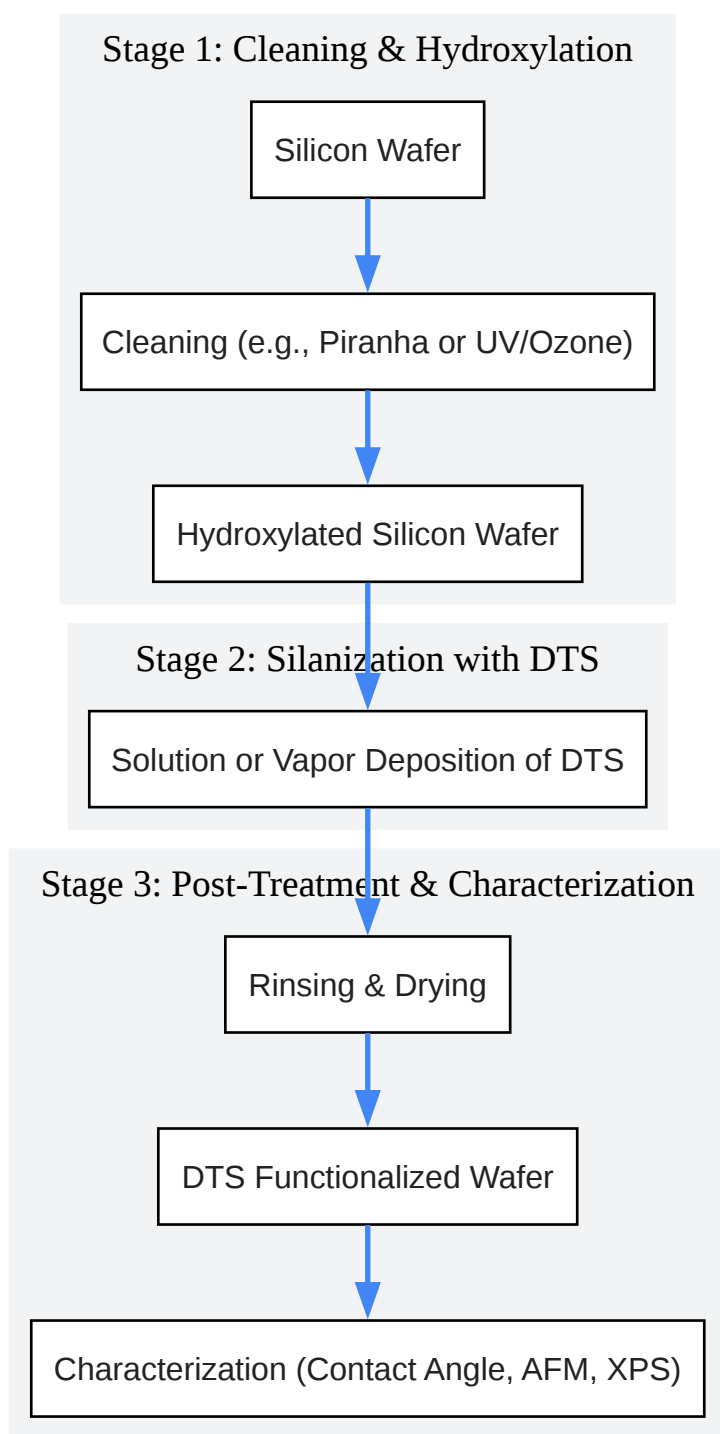 Stage 1: Cleaning & Hydroxylation
Silicon Wafer
Cleaning (e.g., Piranha or UV/Ozone)
Hydroxylated Silicon Wafer
Stage 2: Silanization with DTS
Solution or Vapor Deposition of DTS
Stage 3: Post-Treatment & Characterization
Rinsing & Drying
DTS Functionalized Wafer
Characterization (Contact Angle, AFM, XPS)